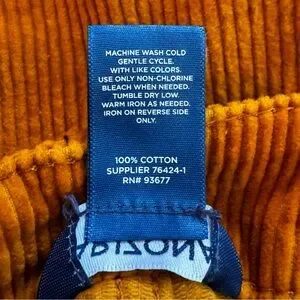 MACHINE WASH COLD
GENTLE CYCLE.
WITH LIKE COLORS.
USE ONLY NON-CHLORINE
BLEACH WHEN NEEDED.
TUMBLE DRY LOW.
WARM IRON AS NEEDED.
IRON ON REVERSE SIDE
ONLY.
100% COTTON
SUPPLIER 76424-1
RN# 93677
ARIZONA